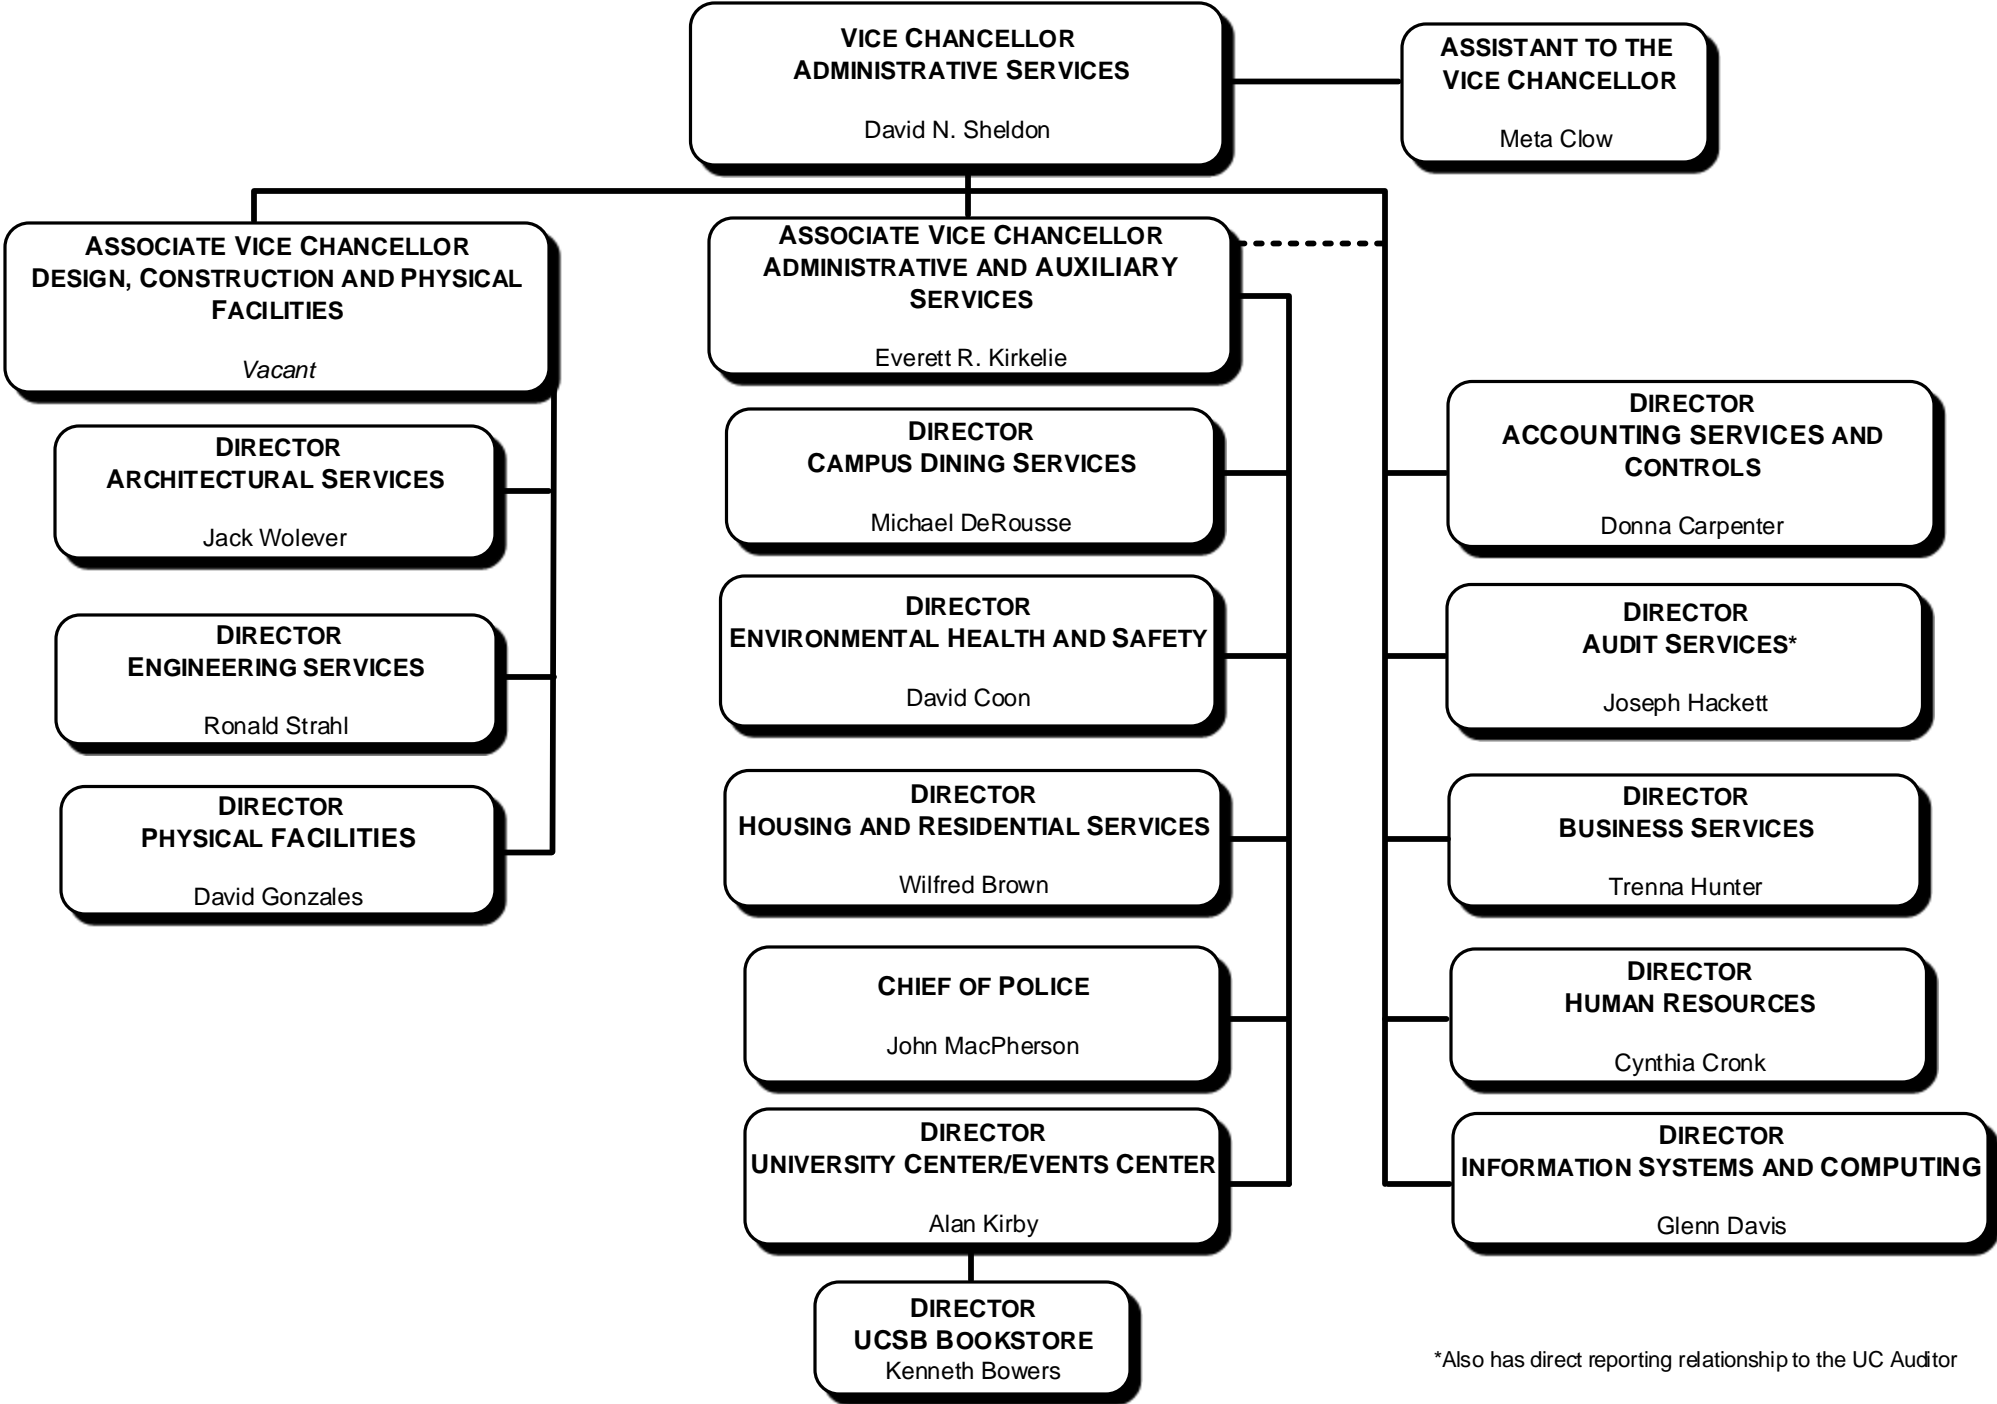 VICE CHANCELLOR
ADMINISTRATIVE SERVICES
David N. Sheldon
ASSISTANT TO THE
VICE CHANCELLOR
Meta Clow
ASSOCIATE VICE CHANCELLOR
DESIGN, CONSTRUCTION AND PHYSICAL
FACILITIES
Vacant
DIRECTOR
ARCHITECTURAL SERVICES
Jack Wolever
DIRECTOR
ENGINEERING SERVICES
Ronald Strahl
DIRECTOR
PHYSICAL FACILITIES
David Gonzales
ASSOCIATE VICE CHANCELLOR
ADMINISTRATIVE AND AUXILIARY
SERVICES
Everett R. Kirkelie
DIRECTOR
CAMPUS DINING SERVICES
Michael DeRousse
DIRECTOR
ENVIRONMENTAL HEALTH AND SAFETY
David Coon
DIRECTOR
HOUSING AND RESIDENTIAL SERVICES
Wilfred Brown
CHIEF OF POLICE
John MacPherson
DIRECTOR
UNIVERSITY CENTER/EVENTS CENTER
Alan Kirby
DIRECTOR
UCSB BOOKSTORE
Kenneth Bowers
DIRECTOR
ACCOUNTING SERVICES AND
CONTROLS
Donna Carpenter
DIRECTOR
AUDIT SERVICES*
Joseph Hackett
DIRECTOR
BUSINESS SERVICES
Trenna Hunter
DIRECTOR
HUMAN RESOURCES
Cynthia Cronk
DIRECTOR
INFORMATION SYSTEMS AND COMPUTING
Glenn Davis
*Also has direct reporting relationship to the UC Auditor